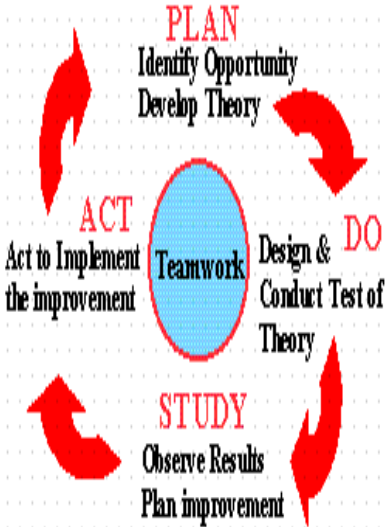 PLAN
Identify Opportunity
Develop Theory
DO
Design &
Conduct Test of
Theory
STUDY
Observe Results
Plan improvement
ACT
Act to Implement
the improvement
Teamwork